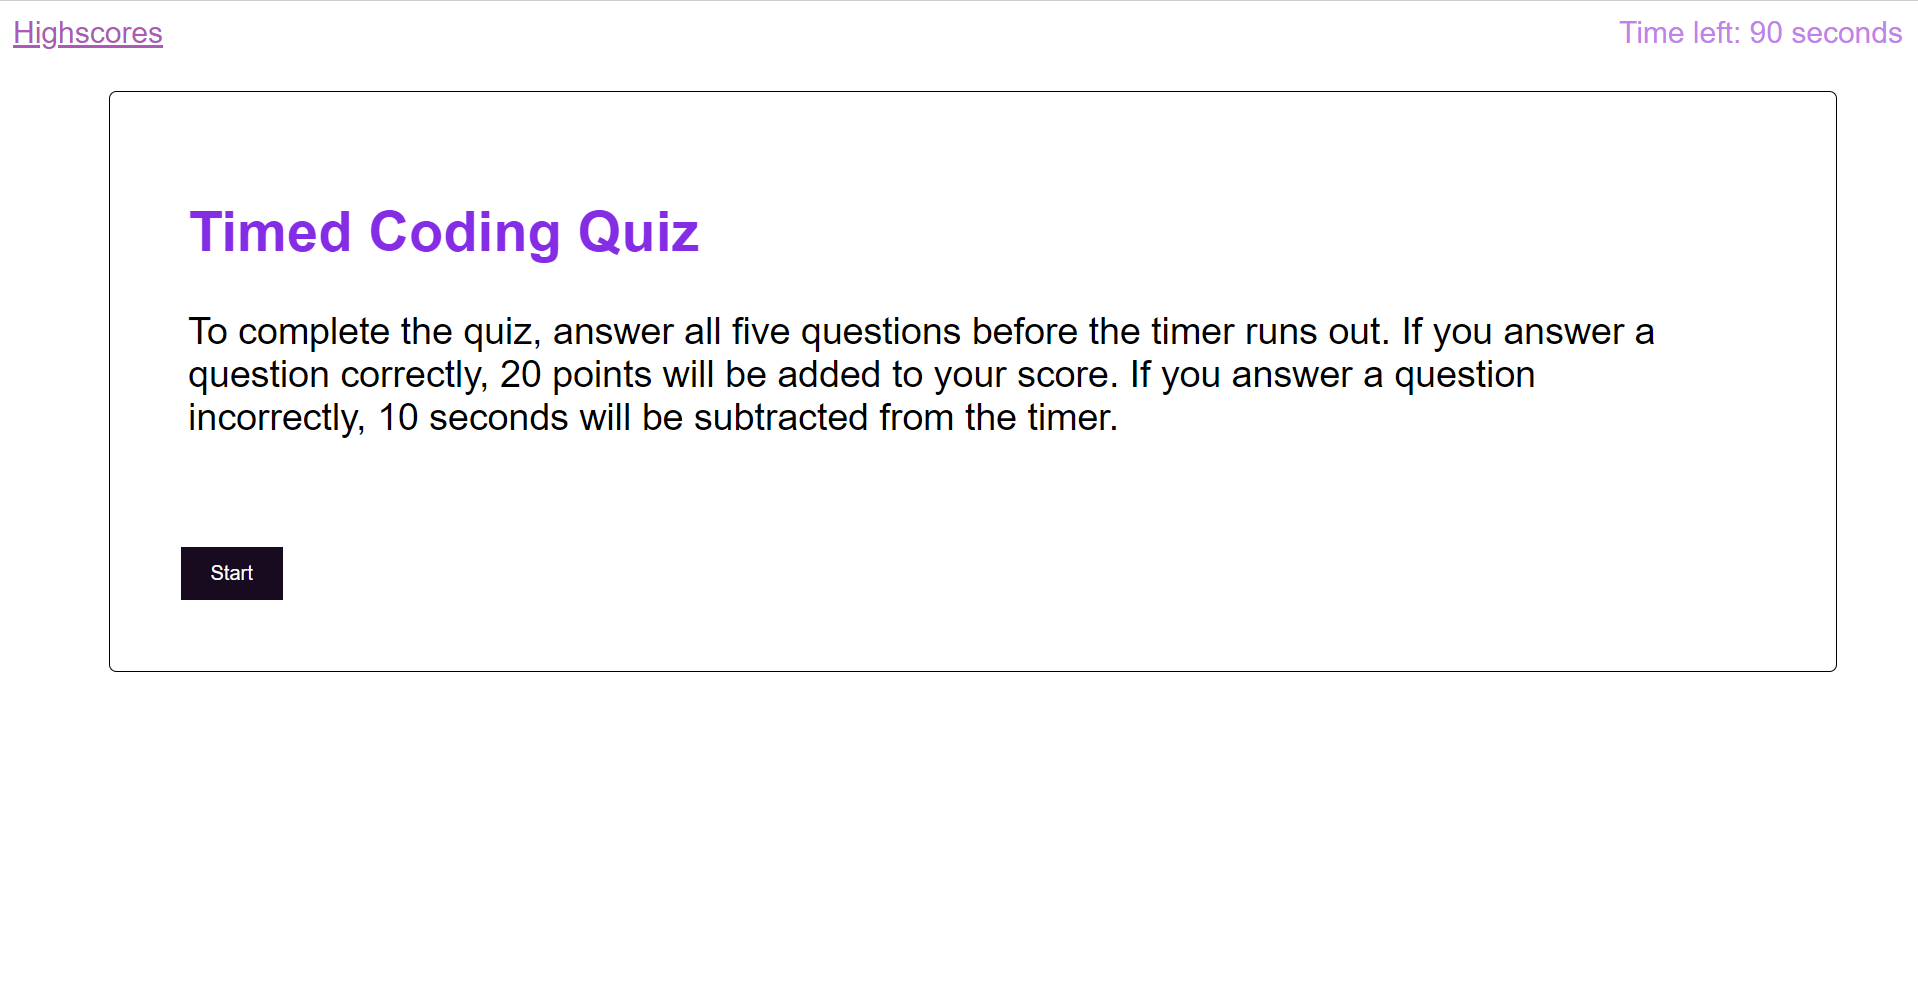 Highscores
Time left: 90 seconds
Timed Coding Quiz
To complete the quiz, answer all five questions before the timer runs out. If you answer a
question correctly, 20 points will be added to your score. If you answer a question
incorrectly, 10 seconds will be subtracted from the timer.
Start